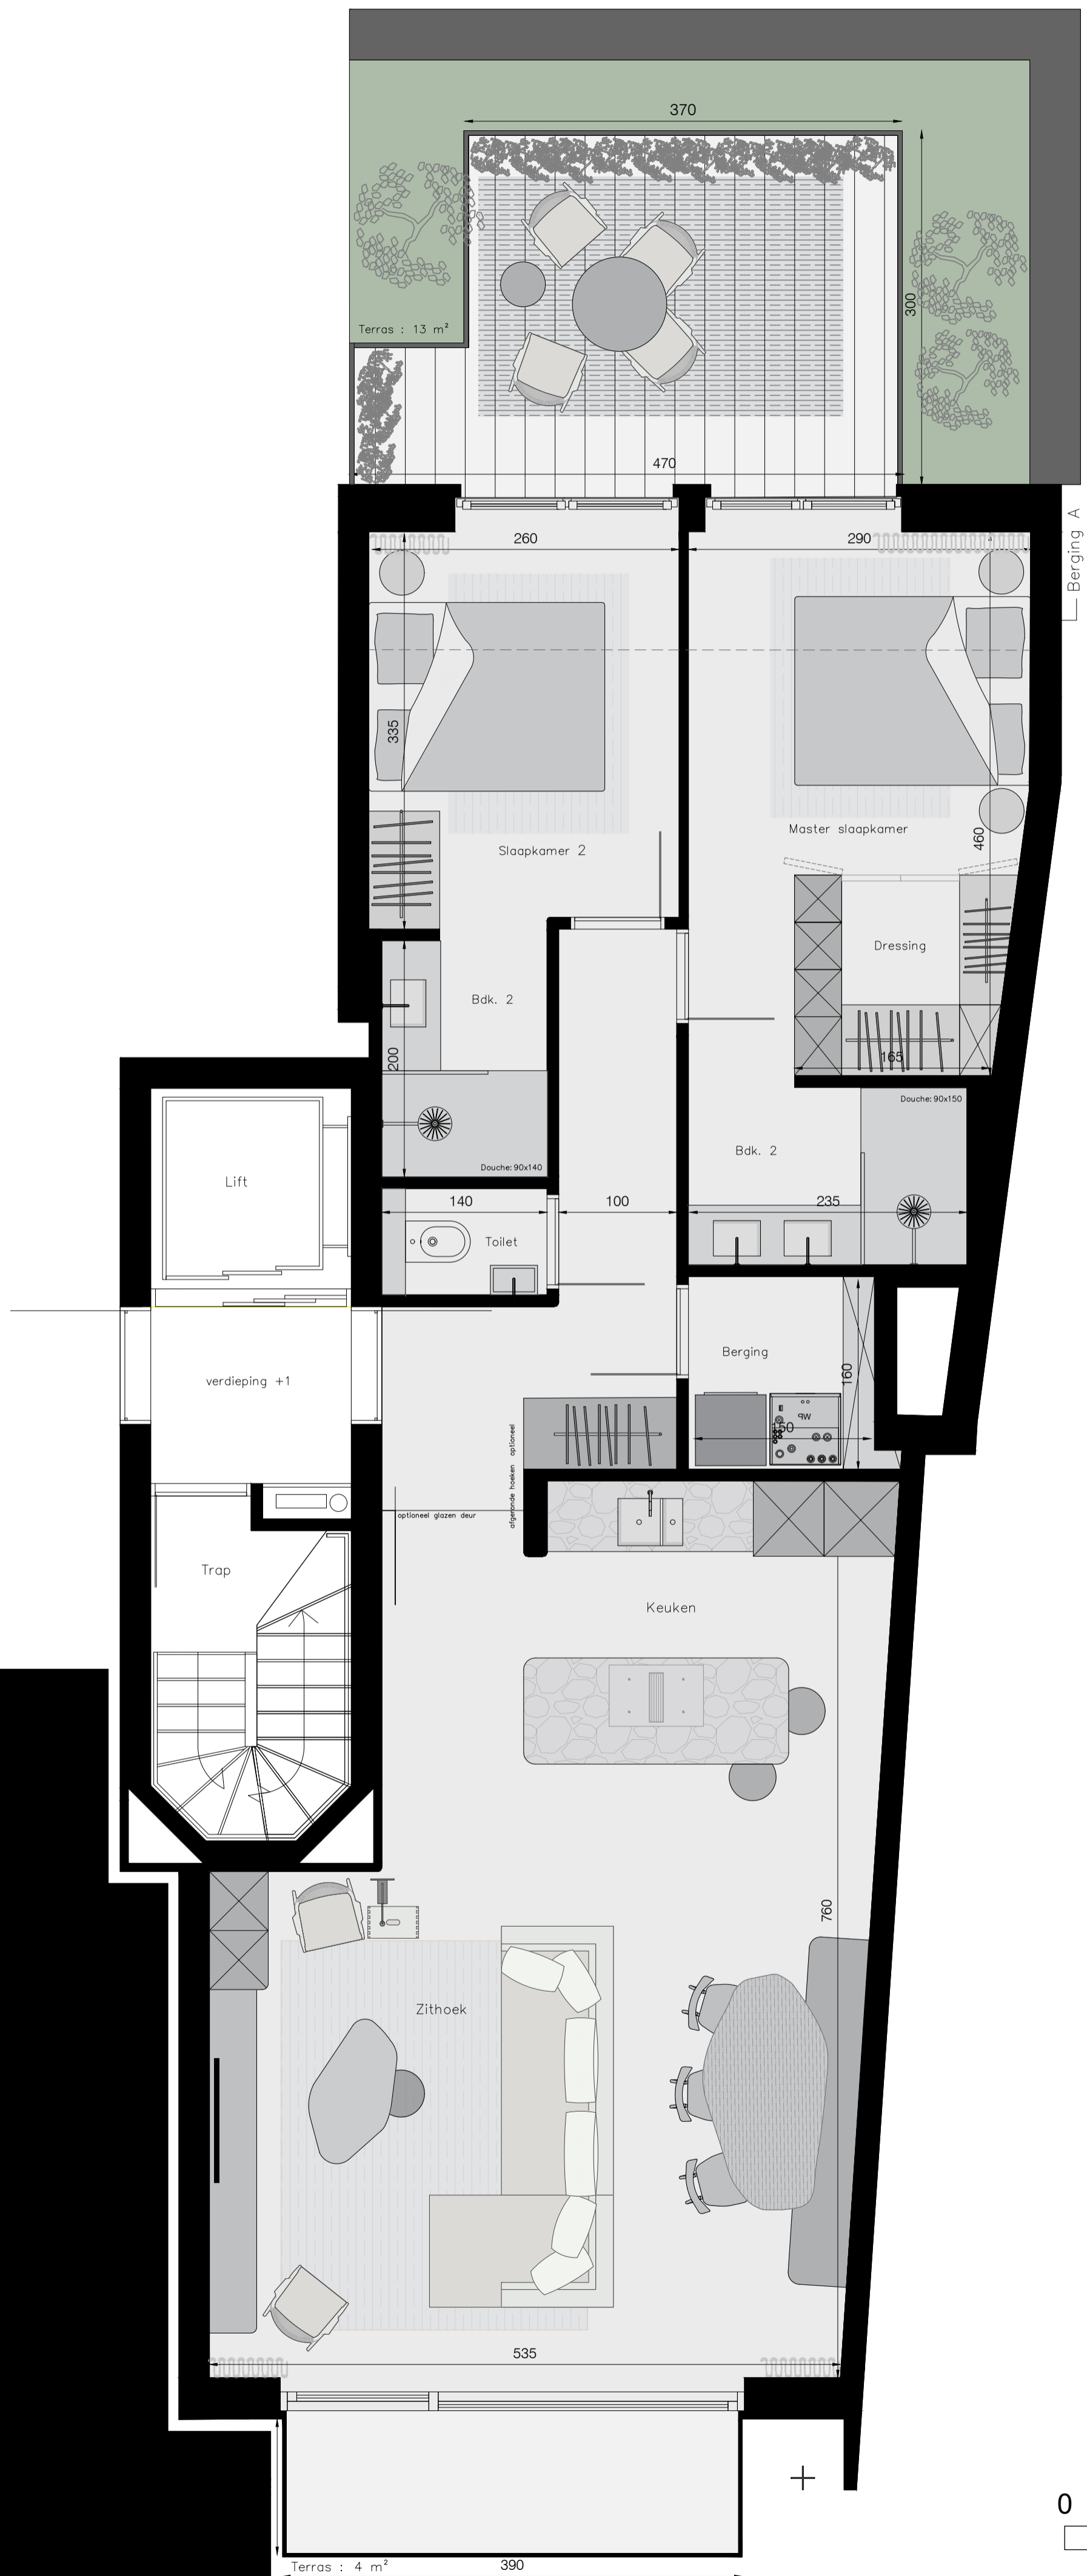 370
Terras : 13 m²
300
470
Berging A
260
290
335
Slaapkamer 2
Master slaapkamer
460
Dressing
Bdk. 2
200
165
Douche: 90x150
Douche: 90x140
Bdk. 2
Lift
140
100
235
Toilet
verdieping +1
Berging
160
WP
50
afgeronde hoeken optioneel
optioneel glazen deur
Trap
Keuken
760
Zithoek
535
0
Terras : 4 m²
390